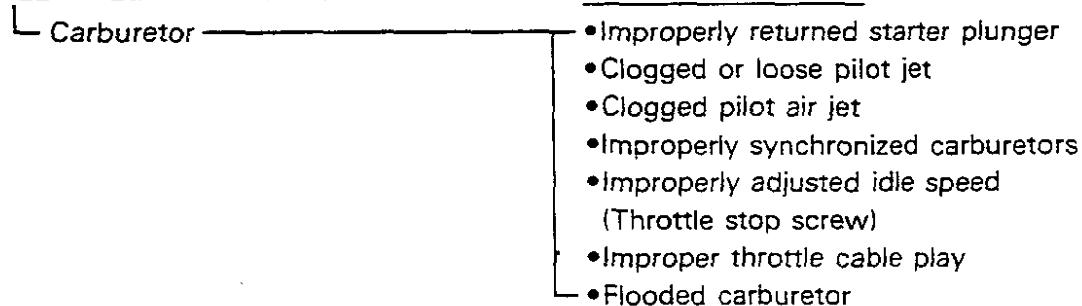 Carburetor
•Improperly returned starter plunger
•Clogged or loose pilot jet
•Clogged pilot air jet
•Improperly synchronized carburetors
•Improperly adjusted idle speed
(Throttle stop screw)
•Improper throttle cable play
•Flooded carburetor